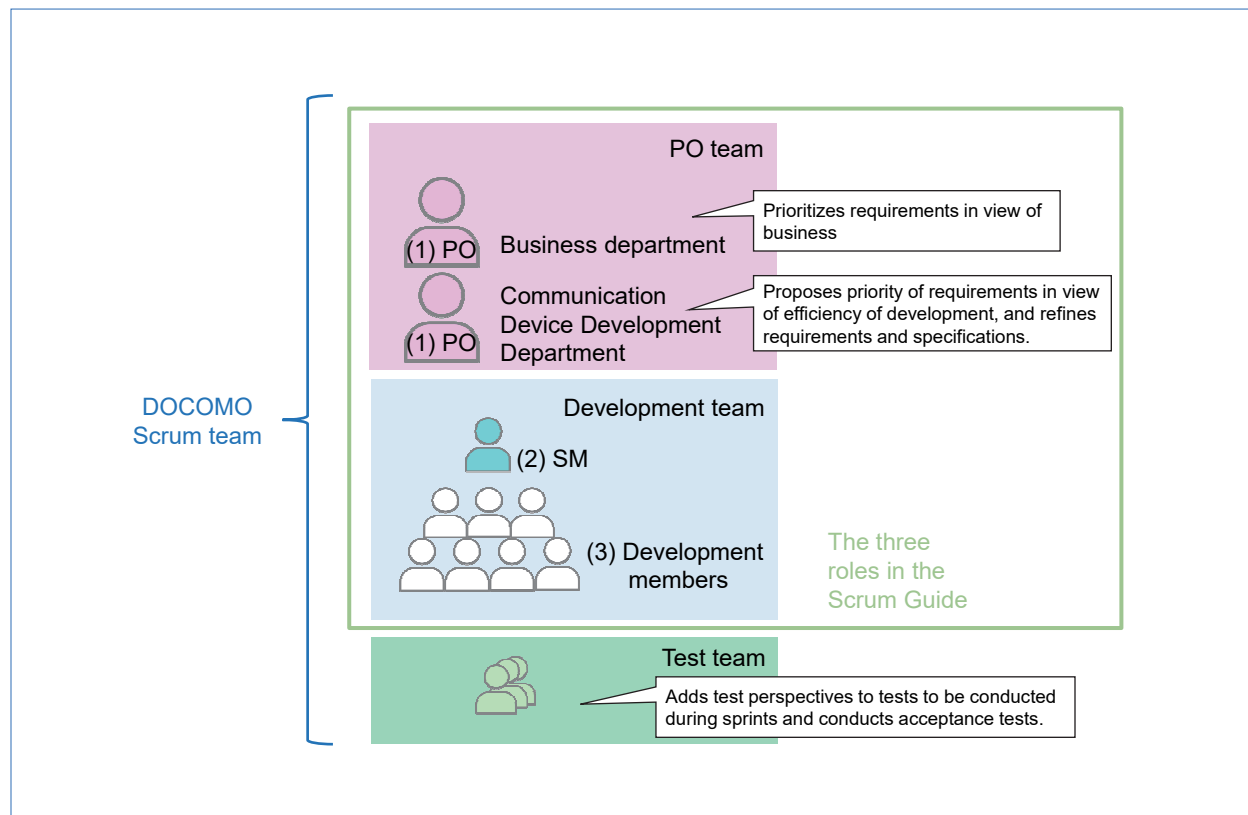 PO team
(1) PO
Business department
Prioritizes requirements in view of
business
(1) PO
Communication
Device Development
Department
Proposes priority of requirements in view
of efficiency of development, and refines
requirements and specifications.
DOCOMO
Scrum team
Development team
(2) SM
(3) Development
members
The three
roles in the
Scrum Guide
Test team
Adds test perspectives to tests to be conducted
during sprints and conducts acceptance tests.